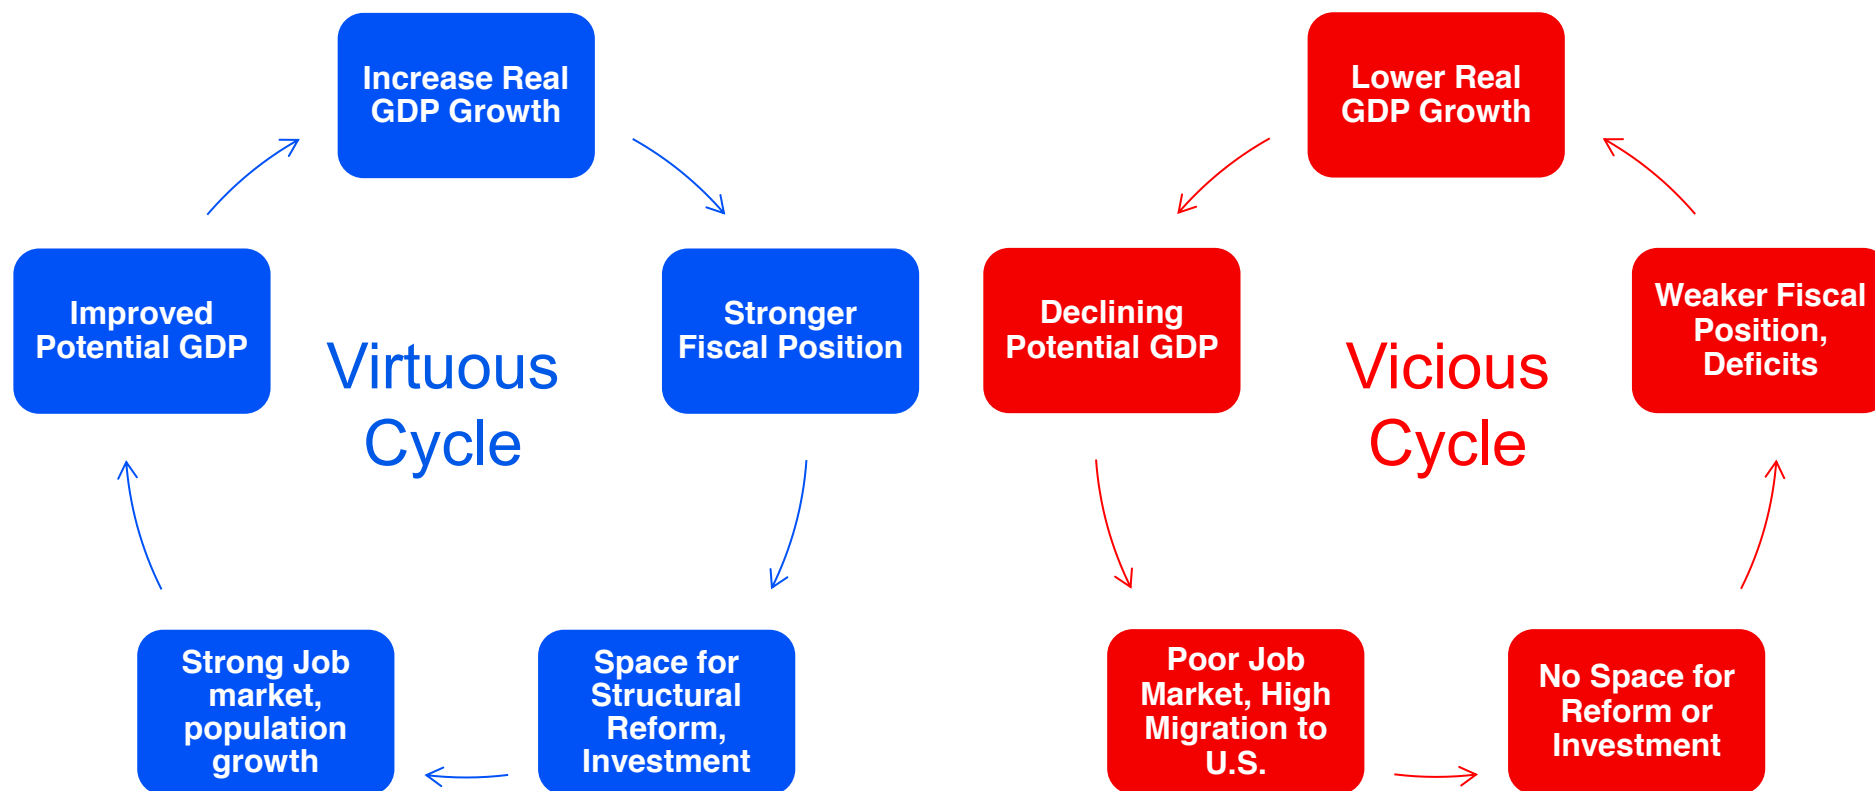 Increase Real
GDP Growth
Improved
Potential GDP
Stronger
Fiscal Position
Virtuous
Cycle
Strong Job
market,
population
growth
Space for
Structural
Reform,
Investment
Lower Real
GDP Growth
Declining
Potential GDP
Weaker Fiscal
Position,
Deficits
Vicious
Cycle
Poor Job
Market, High
Migration to
U.S.
No Space for
Reform or
Investment